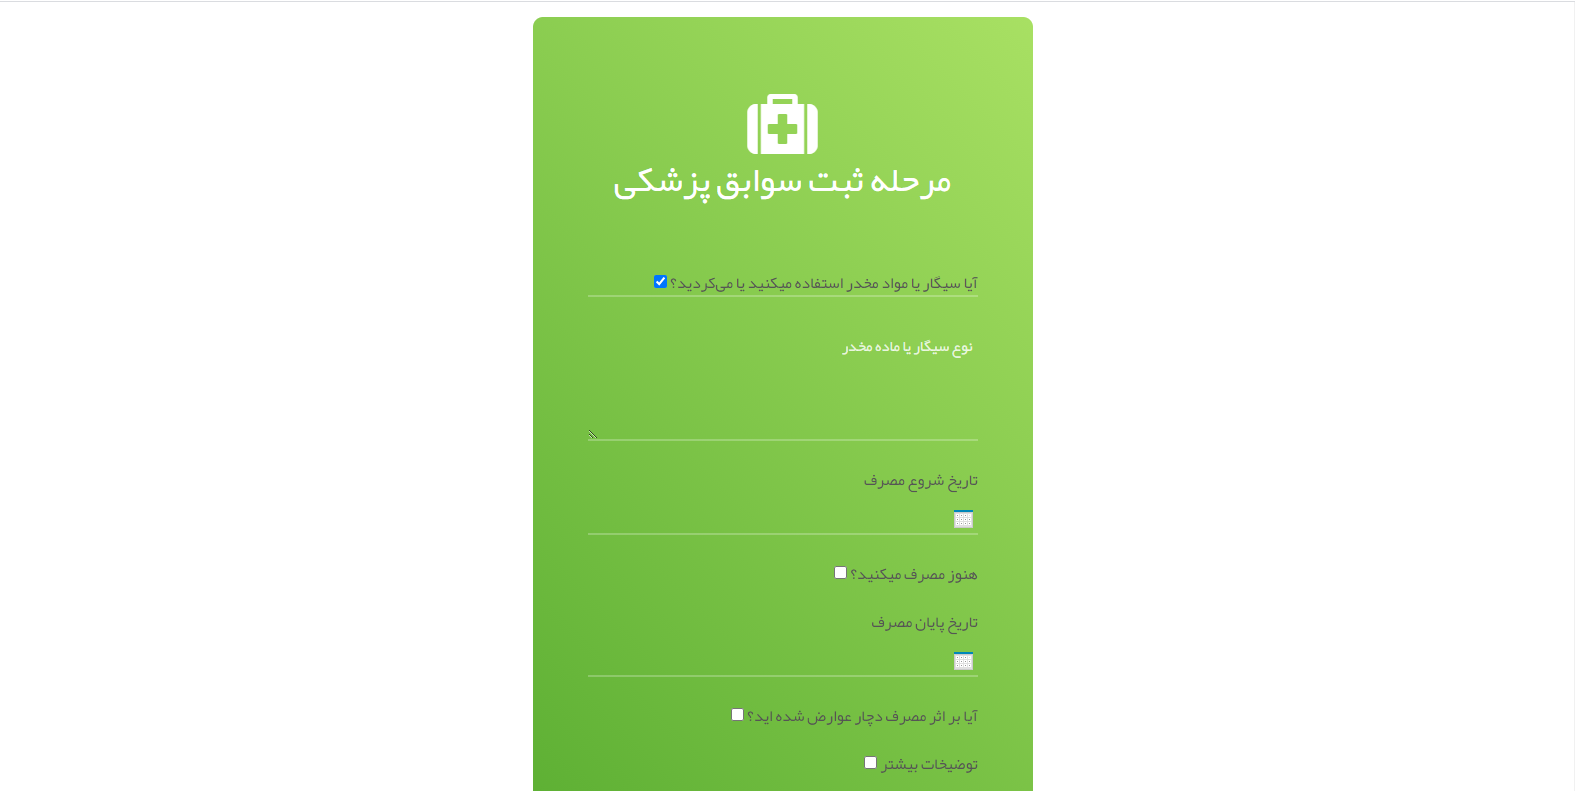 مرحله ثبت سوابق پزشکی
آیا سیگار یا مواد مخدر استفاده میکنید یا می‌کردید؟
نوع سیگار یا ماده مخدر
تاریخ شروع مصرف
هنوز مصرف میکنید؟
تاریخ پایان مصرف
آیا بر اثر مصرف دچار عوارض شده اید؟
توضیخات بیشتر